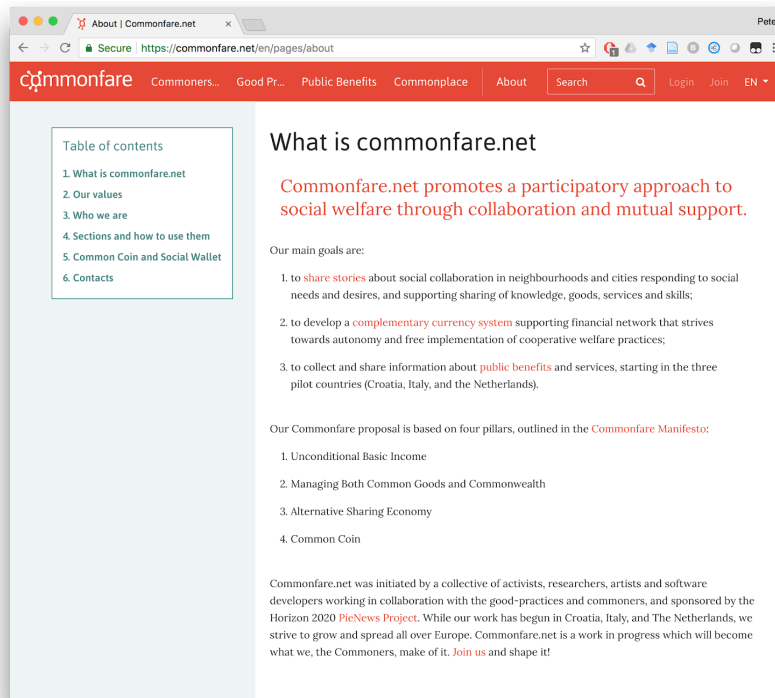 About | Commonfare.net
Pete
Secure | https://commonfare.net/en/pages/about
commonfare Commoners... Good Pr... Public Benefits Commonplace About Search Login Join EN
Table of contents
1. What is commonfare.net
2. Our values
3. Who we are
4. Sections and how to use them
5. Common Coin and Social Wallet
6. Contacts
What is commonfare.net
Commonfare.net promotes a participatory approach to
social welfare through collaboration and mutual support.
Our main goals are:
1. to share stories about social collaboration in neighbourhoods and cities responding to social
needs and desires, and supporting sharing of knowledge, goods, services and skills;
2. to develop a complementary currency system supporting financial network that strives
towards autonomy and free implementation of cooperative welfare practices;
3. to collect and share information about public benefits and services, starting in the three
pilot countries (Croatia, Italy, and the Netherlands).
Our Commonfare proposal is based on four pillars, outlined in the Commonfare Manifesto:
1. Unconditional Basic Income
2. Managing Both Common Goods and Commonwealth
3. Alternative Sharing Economy
4. Common Coin
Commonfare.net was initiated by a collective of activists, researchers, artists and software
developers working in collaboration with the good-practices and commoners, and sponsored by the
Horizon 2020 PieNews Project. While our work has begun in Croatia, Italy, and The Netherlands, we
strive to grow and spread all over Europe. Commonfare.net is a work in progress which will become
what we, the Commoners, make of it. Join us and shape it!